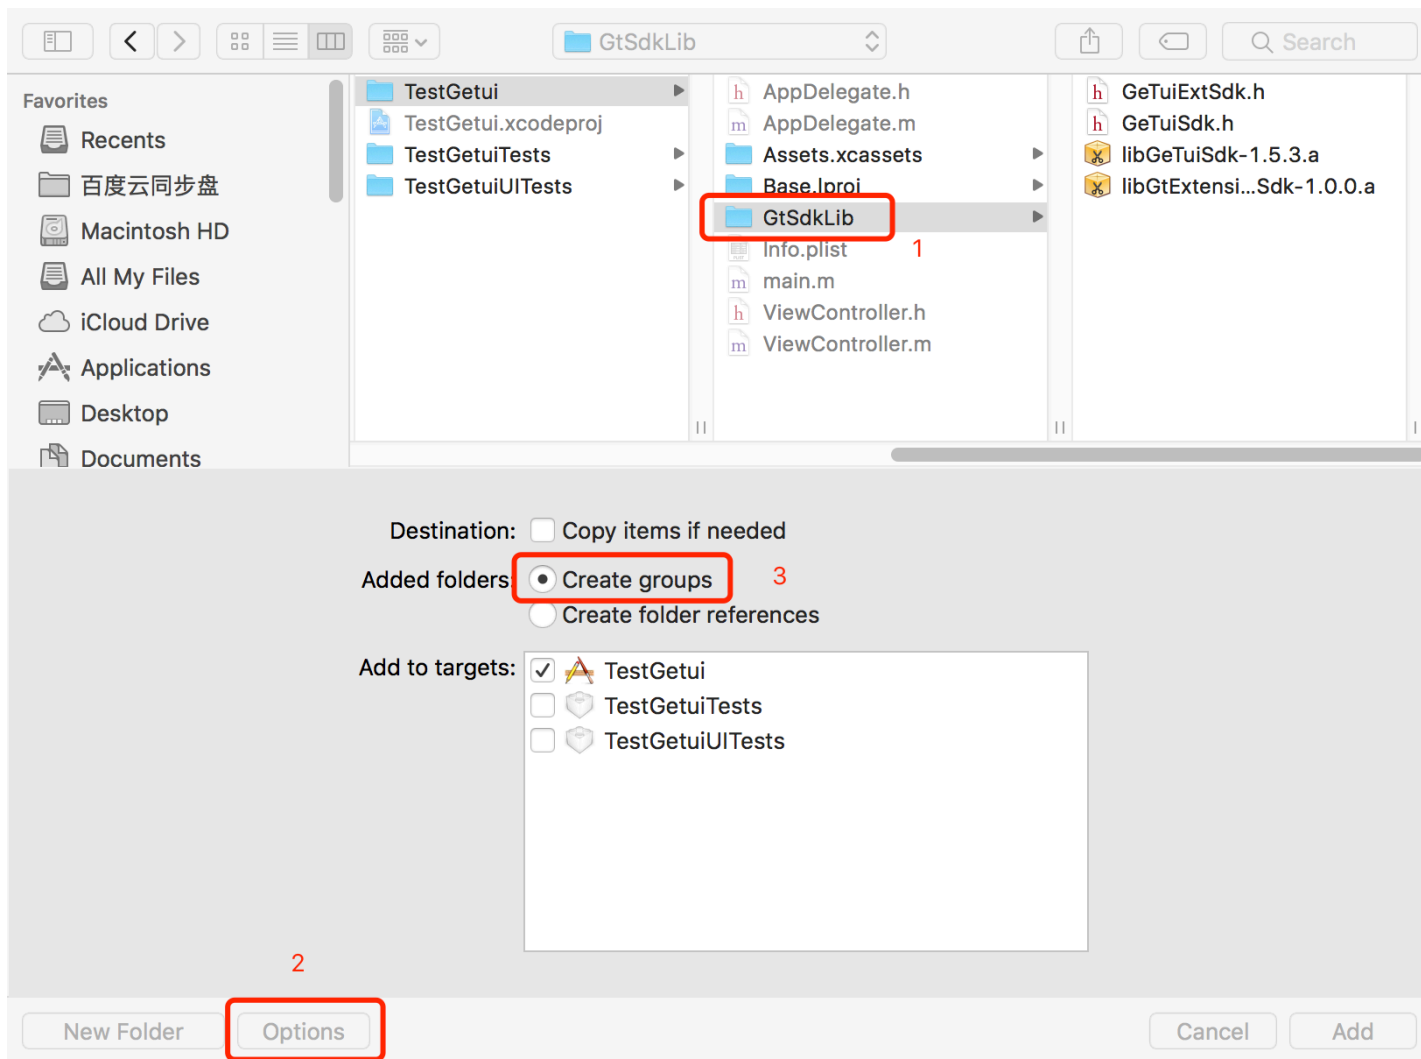 GtSdkLib
Search
Favorites
Recents
百度云同步盘
Macintosh HD
All My Files
iCloud Drive
Applications
Desktop
Documents
TestGetui
TestGetui.xcodeproj
TestGetuiTests
TestGetuiUITests
AppDelegate.h
AppDelegate.m
Assets.xcassets
Base.lproj
GtSdkLib
1
Info.plist
main.m
ViewController.h
ViewController.m
GeTuiExtSdk.h
GeTuiSdk.h
libGeTuiSdk-1.5.3.a
libGtExtensi...Sdk-1.0.0.a
Destination: Copy items if needed
Added folders: Create groups 3
Create folder references
Add to targets: TestGetui
TestGetuiTests
TestGetuiUITests
2
New Folder Options Cancel Add